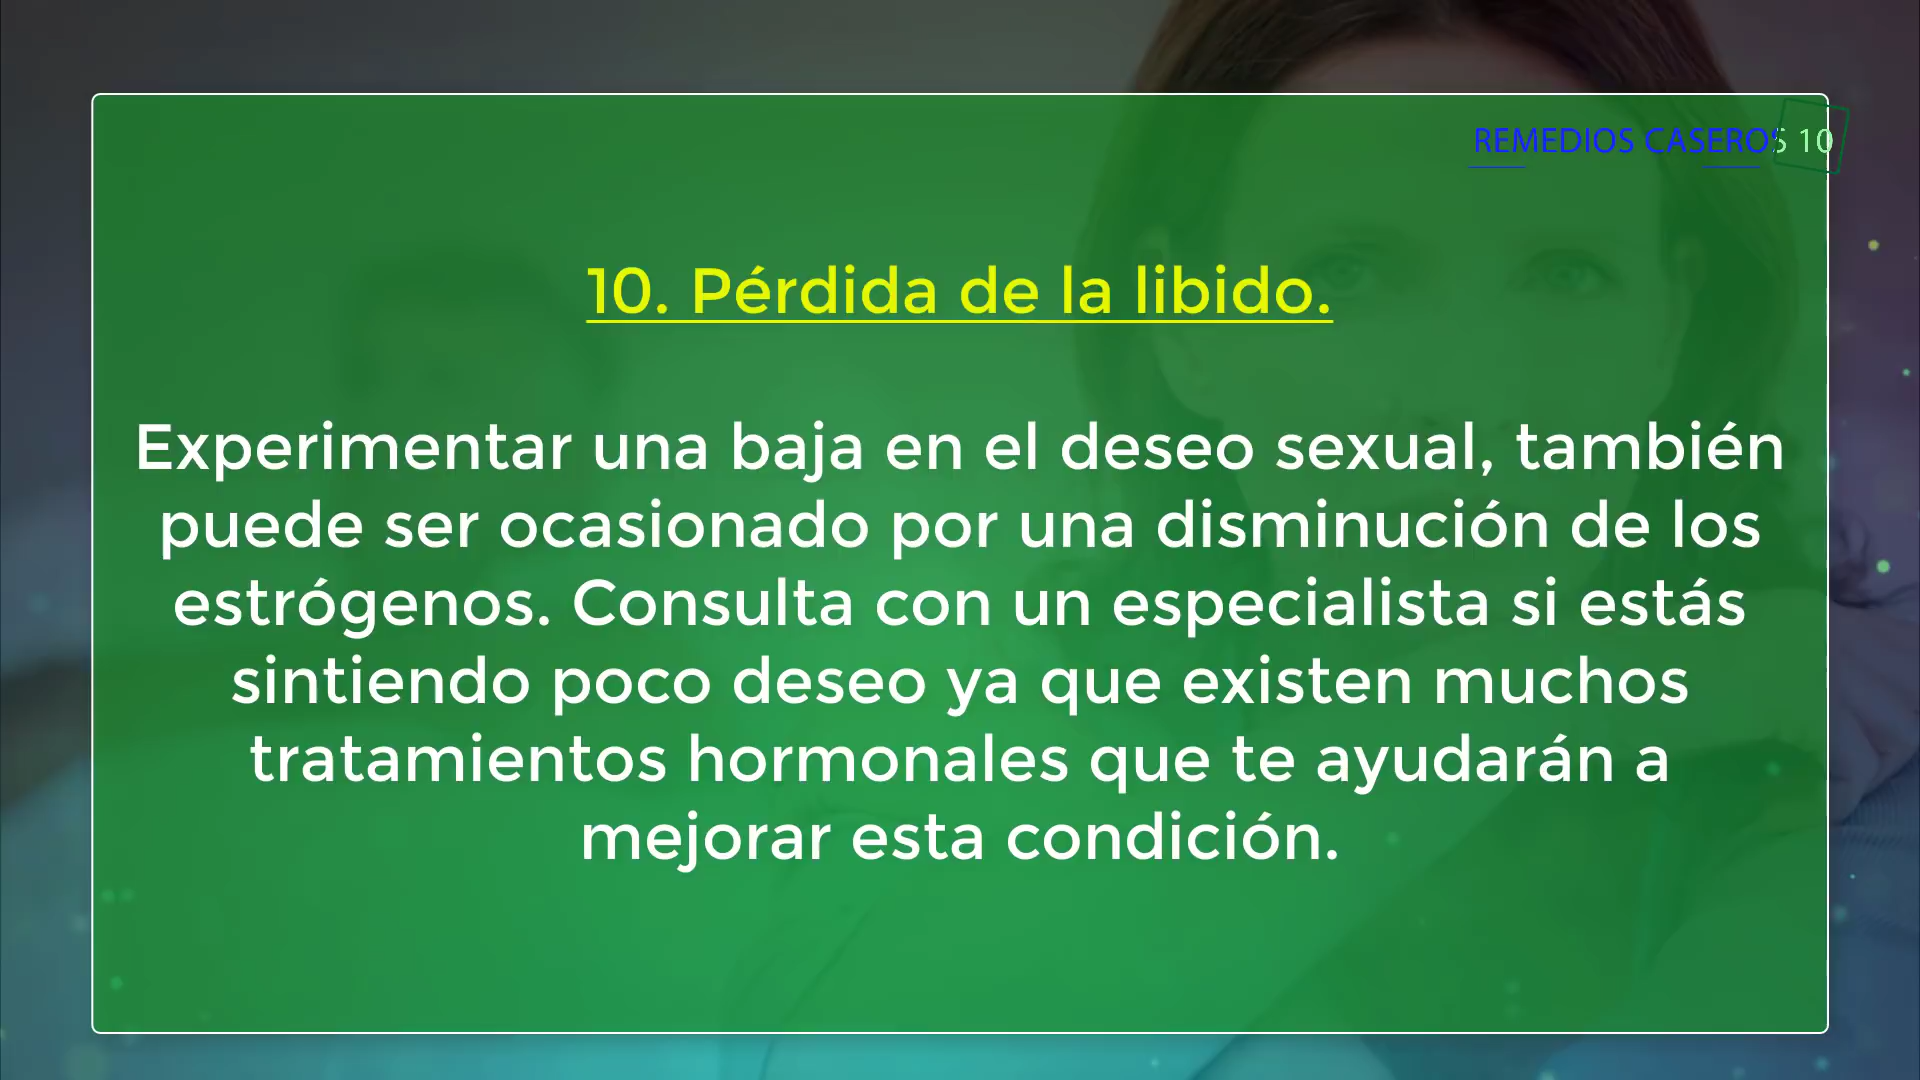 REMEDIOS CASEROS 10
10. Pérdida de la libido.
Experimentar una baja en el deseo sexual, también
puede ser ocasionado por una disminución de los
estrógenos. Consulta con un especialista si estás
sintiendo poco deseo ya que existen muchos
tratamientos hormonales que te ayudarán a
mejorar esta condición.